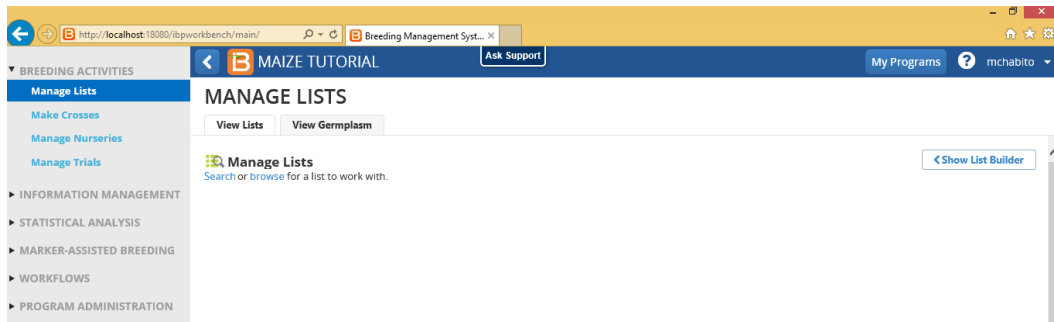 http://localhost:18080/ibpworkbench/main/
Breeding Management Syst...
BREEDING ACTIVITIES
Manage Lists
Make Crosses
Manage Nurseries
Manage Trials
INFORMATION MANAGEMENT
STATISTICAL ANALYSIS
MARKER-ASSISTED BREEDING
WORKFLOWS
PROGRAM ADMINISTRATION
B MAIZE TUTORIAL
Ask Support
My Programs
?
mchabito
MANAGE LISTS
View Lists View Germplasm
Manage Lists
Search or browse for a list to work with.
Show List Builder